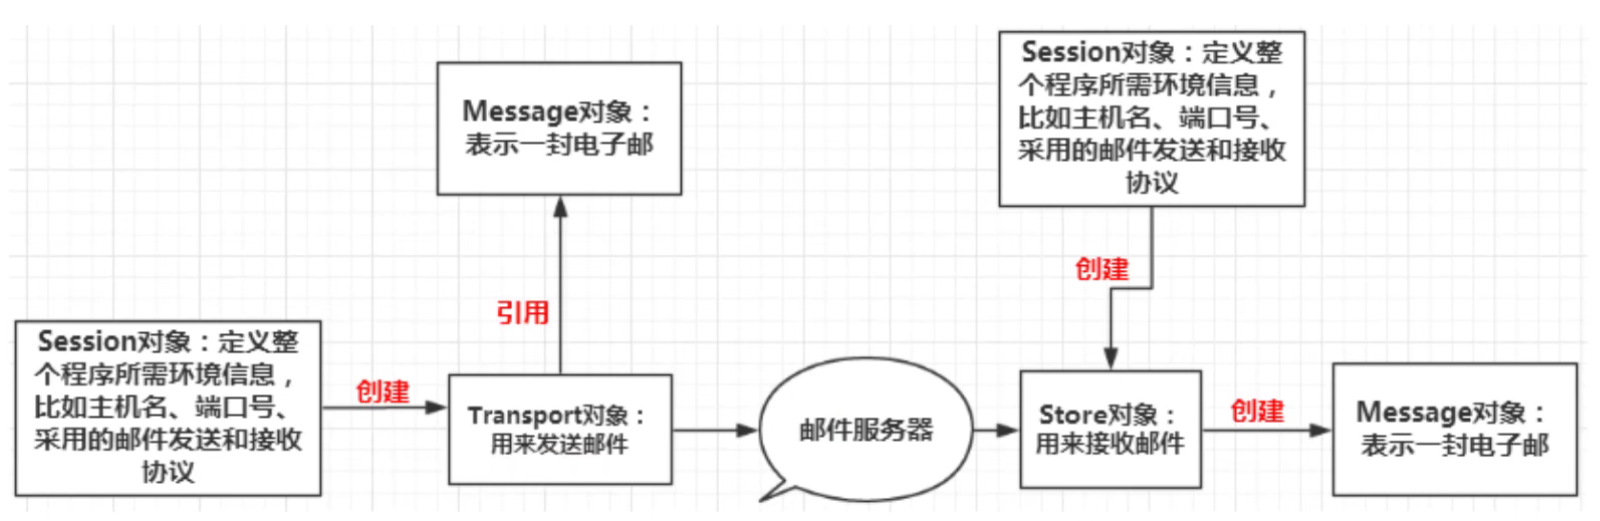 Message对象：
表示一封电子邮
Session对象：定义整
个程序所需环境信息，
比如主机名、端口号、
采用的邮件发送和接收
协议
创建
引用
Session对象：定义整
个程序所需环境信息，
比如主机名、端口号、
采用的邮件发送和接收
协议
创建
Transport对象：
用来发送邮件
邮件服务器
Store对象：
用来接收邮件
创建
Message对象：
表示一封电子邮